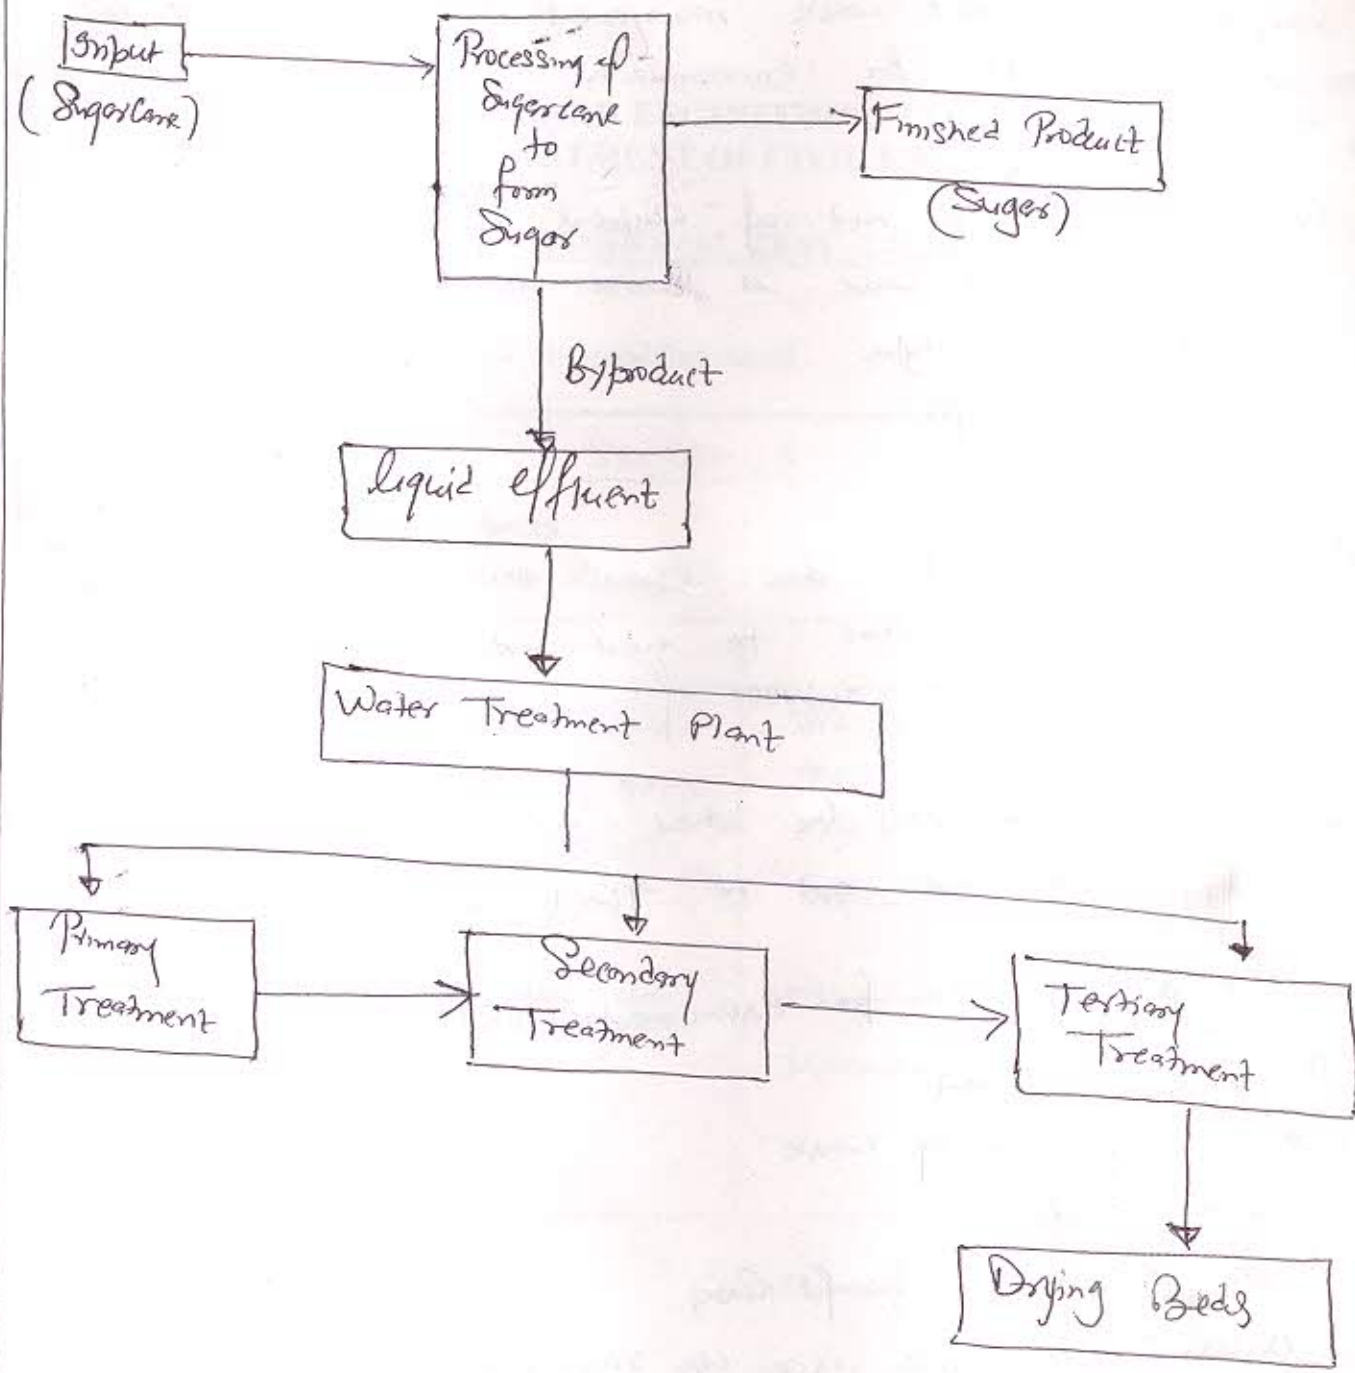 Input
(Sugarcane)
Processing of
Sugarcane
to
form
Sugar
Finished Product
(Sugar)
Byproduct
liquid effluent
Water Treatment Plant
Primary
Treatment
Secondary
Treatment
Tertiary
Treatment
Drying Beds